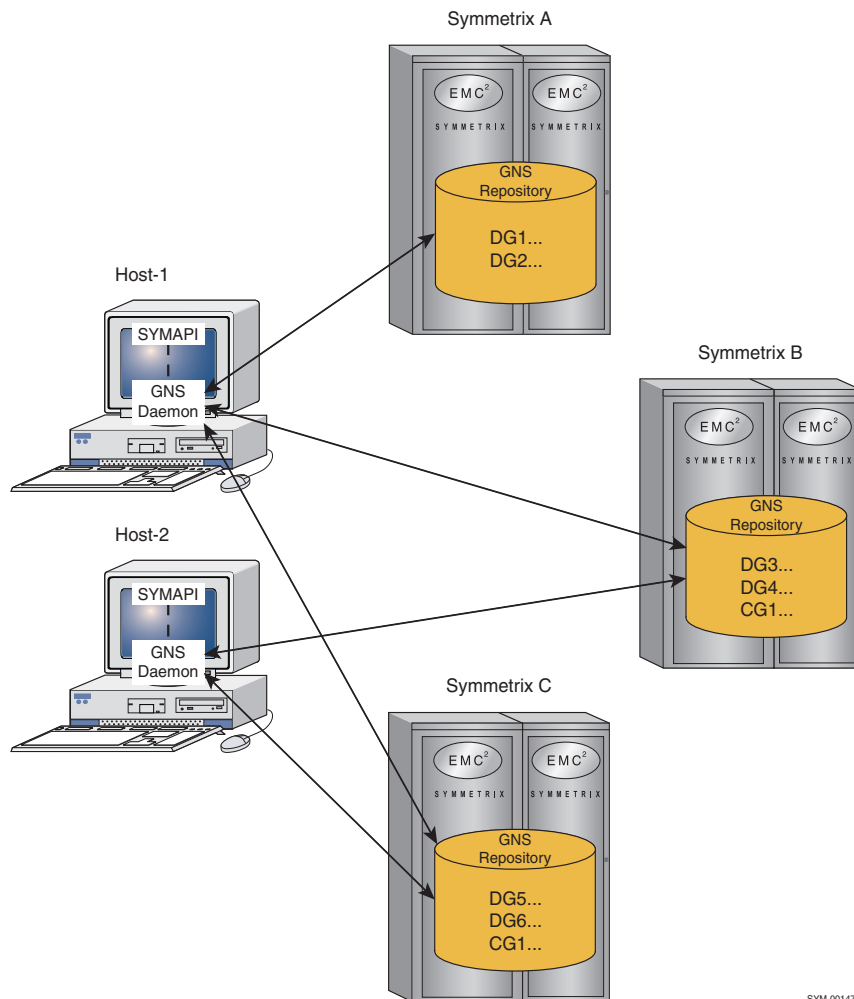 Symmetrix A
EMC²
EMC²
SYMMETRIX
SYMMETRIX
GNS
Repository
DG1...
DG2...
Host-1
SYMAPI
GNS
Daemon
Symmetrix B
EMC²
EMC²
SYMMETRIX
SYMMETRIX
GNS
Repository
DG3...
DG4...
CG1...
Host-2
SYMAPI
GNS
Daemon
Symmetrix C
EMC²
EMC²
SYMMETRIX
SYMMETRIX
GNS
Repository
DG5...
DG6...
CG1...